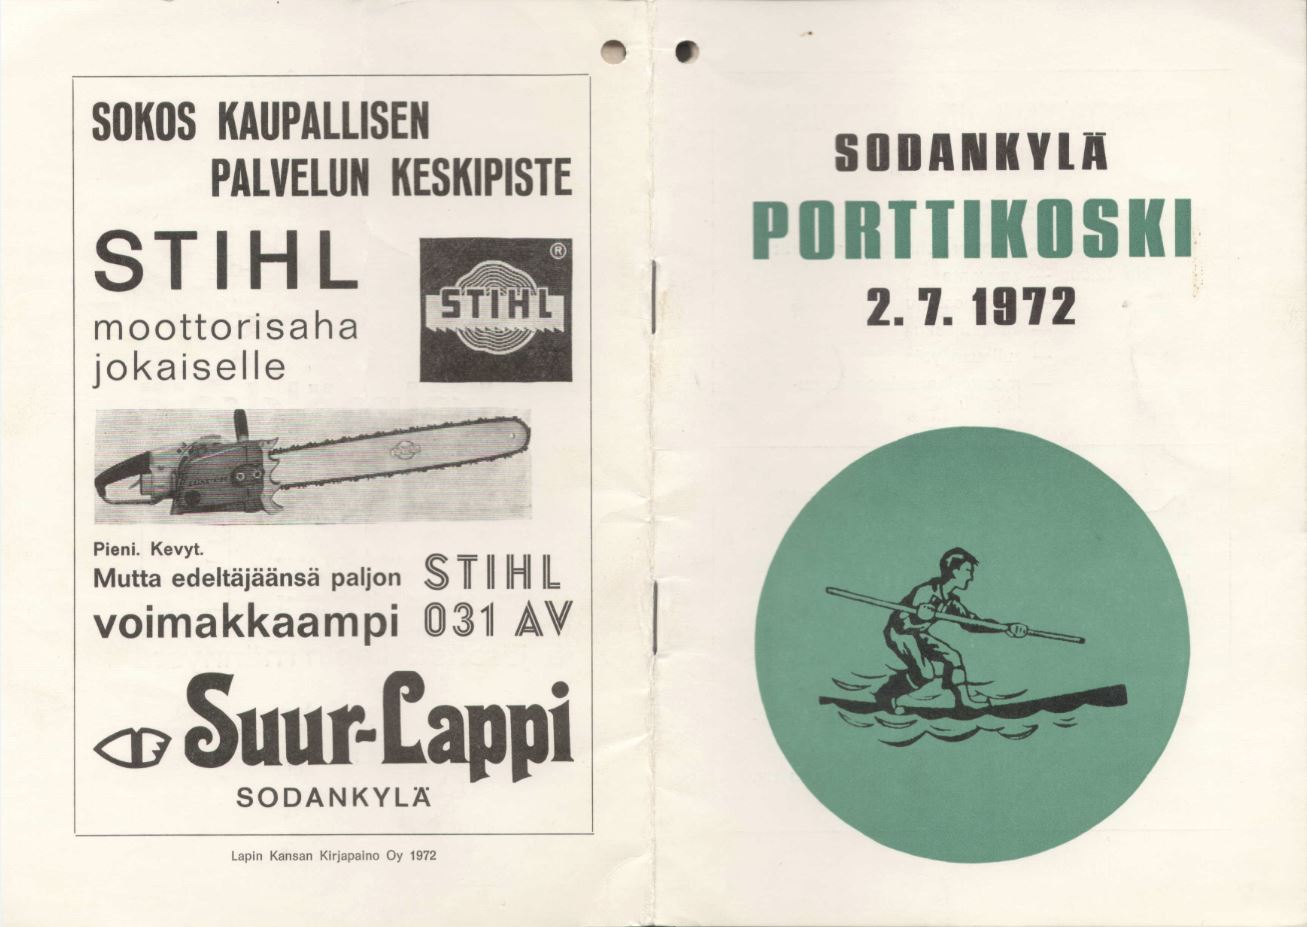 SOKOS KAUPALLISEN
PALVELUN KESKIPISTE
STIHL
moottorisaha
jokaiselle
®
STIHL
Pieni. Kevyt.
Mutta edeltäjäänsä paljon
voimakkaampi
STIHL
031 AV
Suur-Lappi
SODANKYLÄ
Lapin Kansan Kirjapaino Oy 1972
SODANKYLÄ
PORTTIKOSKI
2. 7. 1972